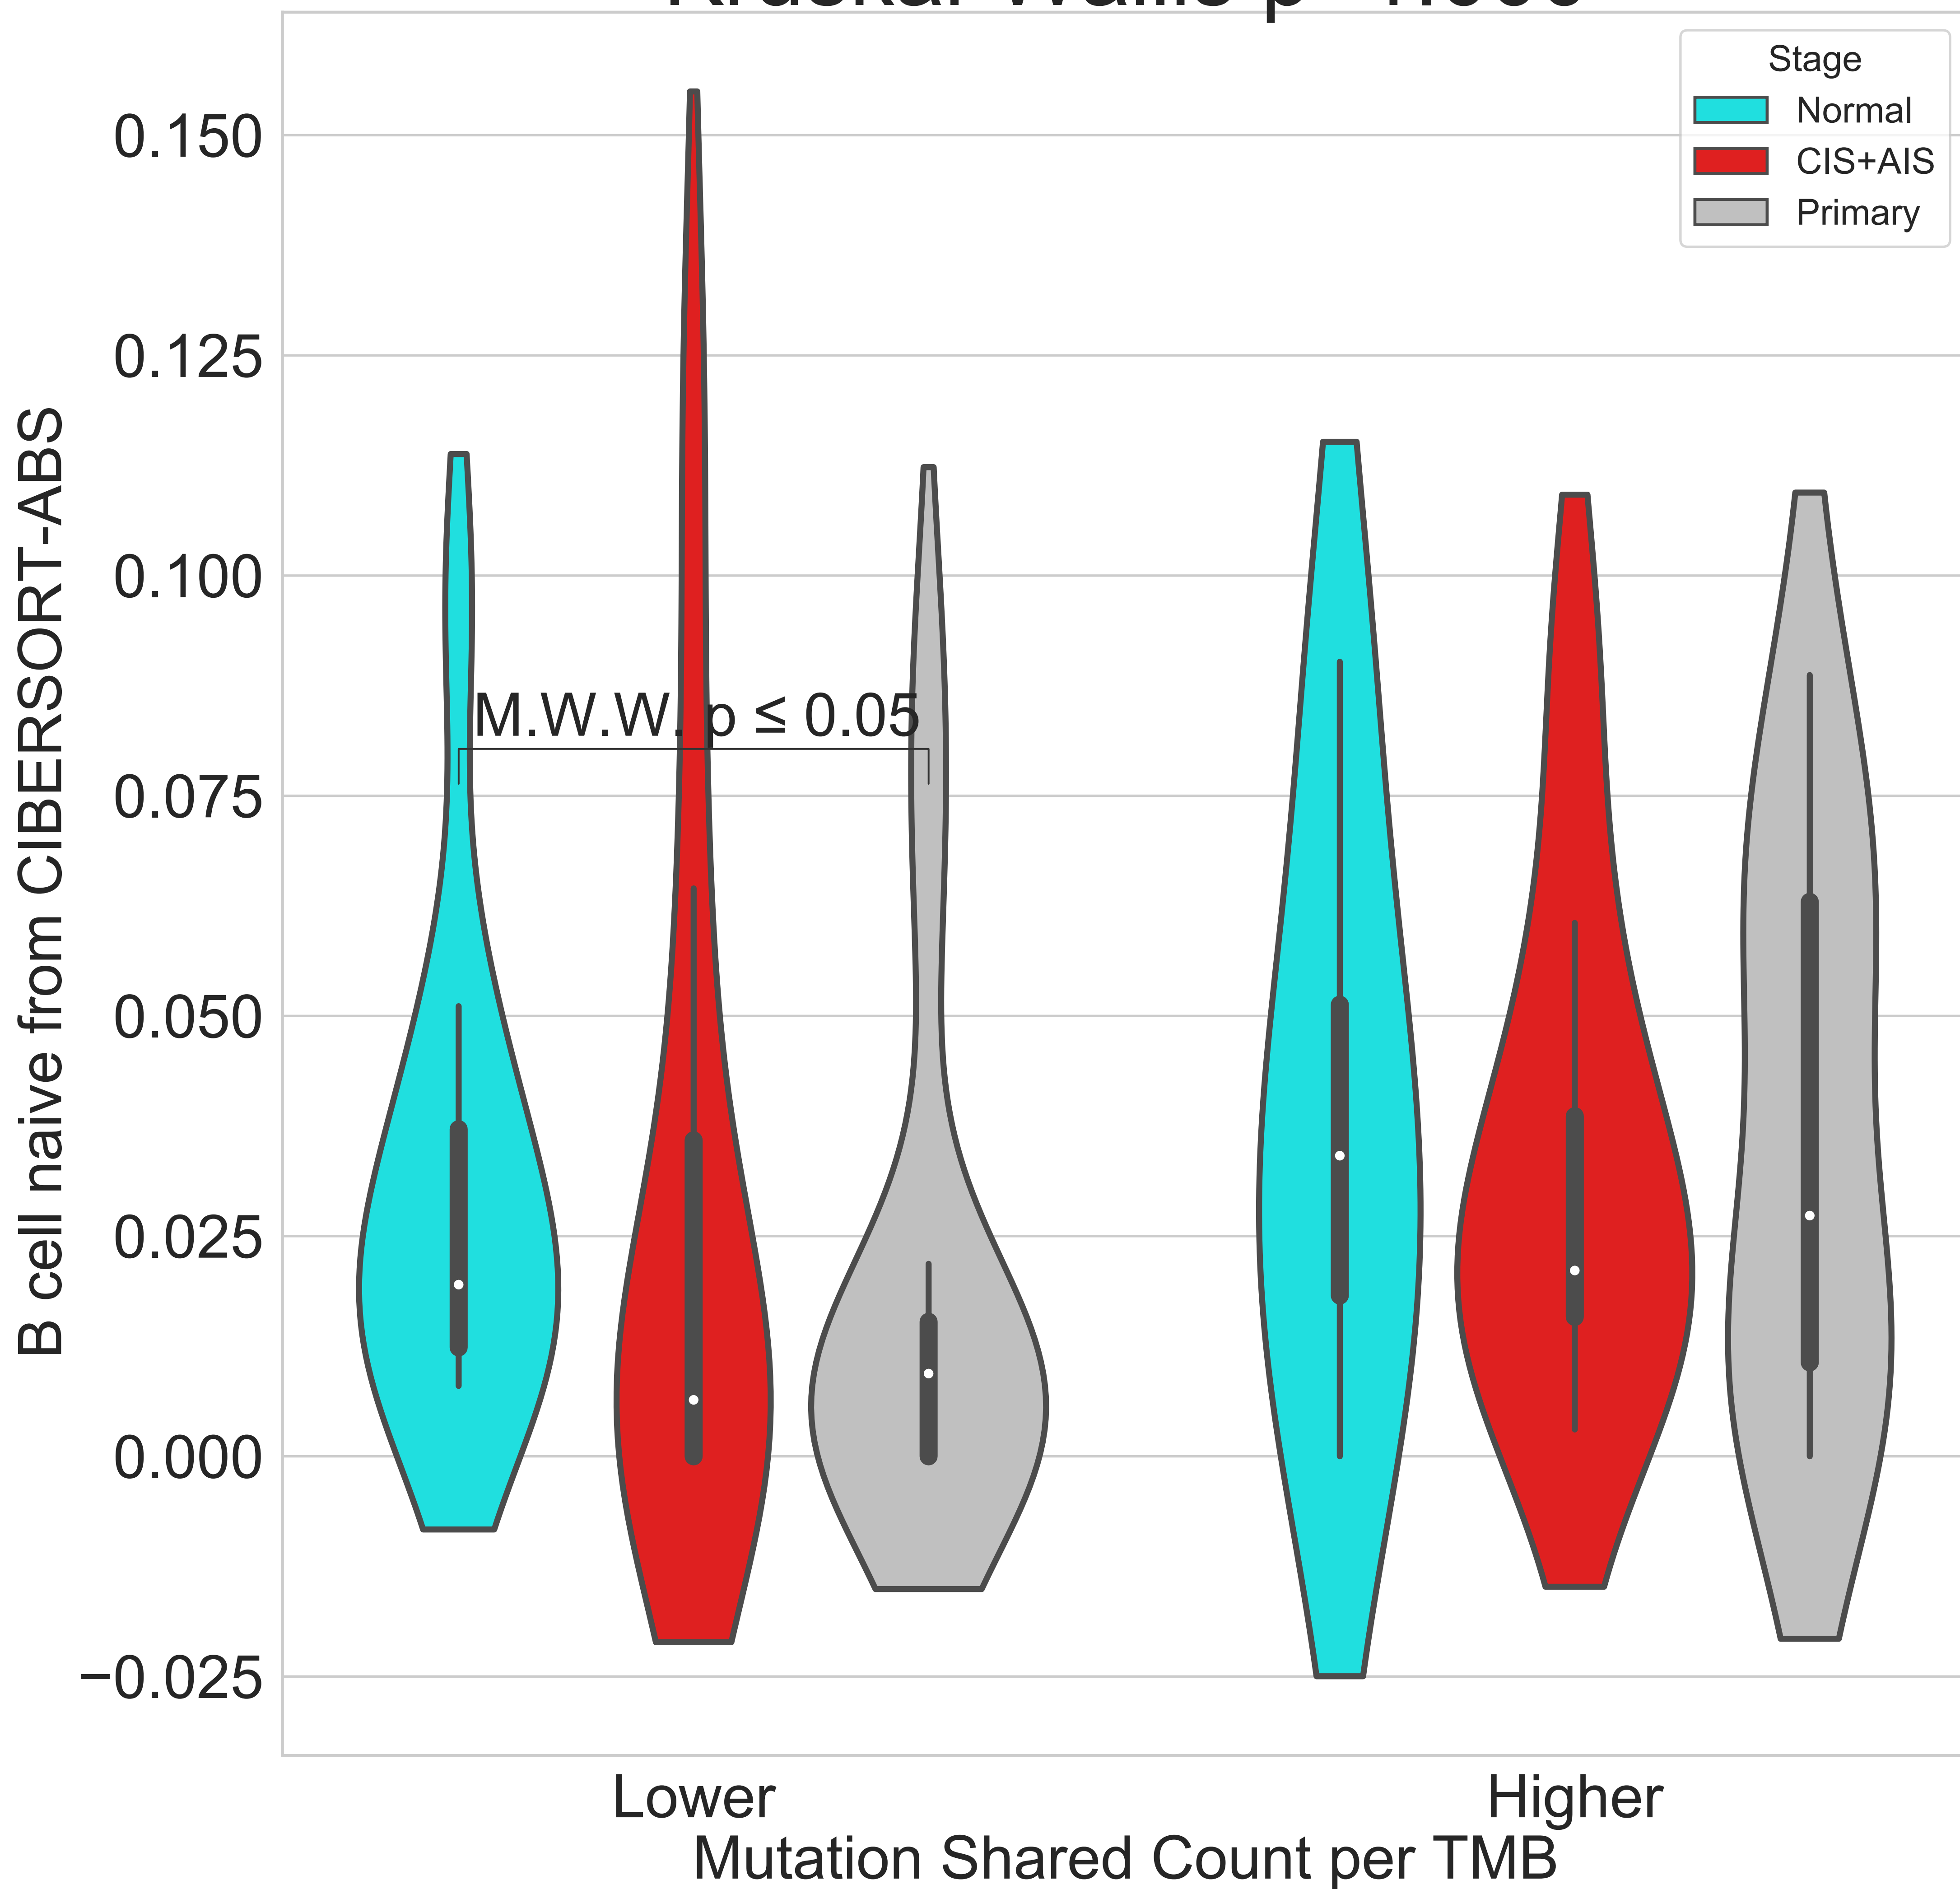 Stage
Normal
CIS+AIS
Primary
0.150
0.125
0.100
0.075
0.050
0.025
0.000
−0.025
B cell naive from CIBERSORT-ABS
M.W.W. p ≤ 0.05
Lower
Higher
Mutation Shared Count per TMB